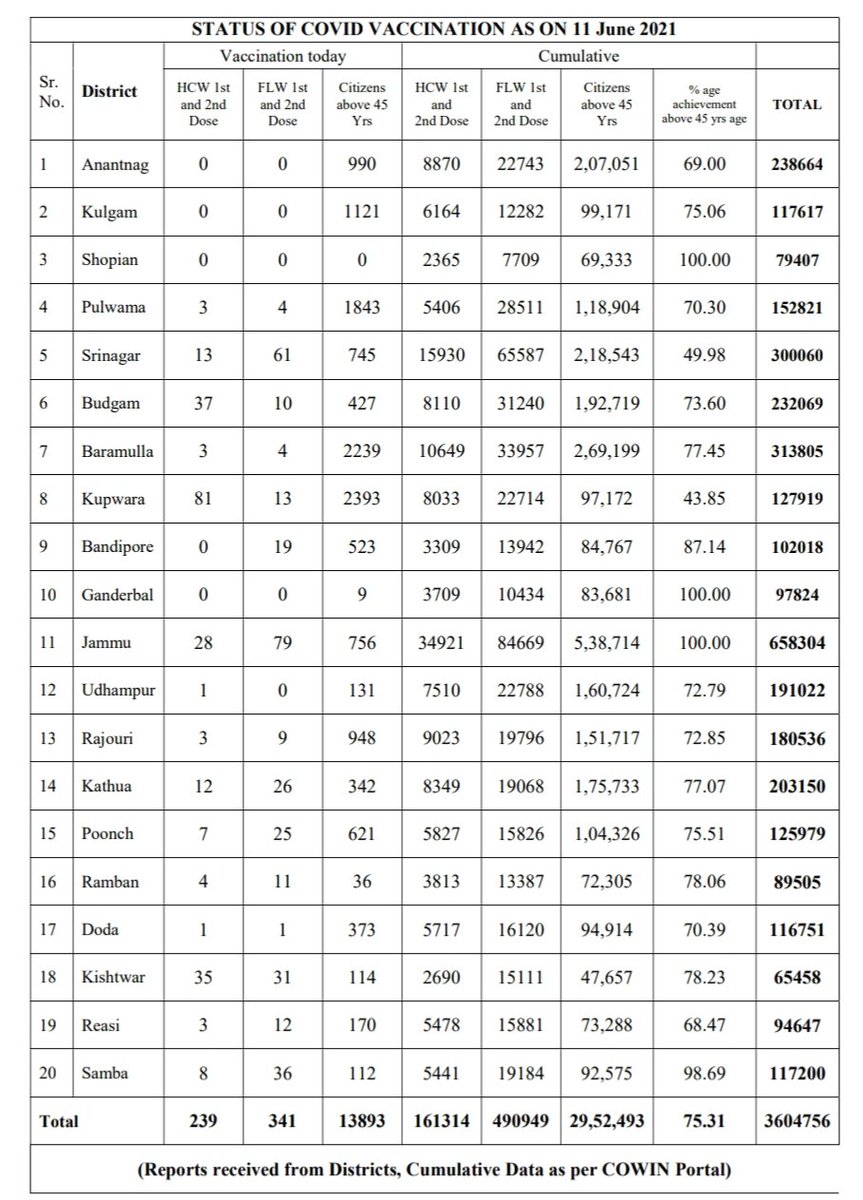 STATUS OF COVID VACCINATION AS ON 11 June 2021
Vaccination today Cumulative
Sr. No. District HCW 1st and 2nd Dose FLW 1st and 2nd Dose Citizens above 45 Yrs HCW 1st and 2nd Dose FLW 1st and 2nd Dose Citizens above 45 Yrs % age achievement above 45 yrs age TOTAL
1 Anantnag 0 0 990 8870 22743 2,07,051 69.00 238664
2 Kulgam 0 0 1121 6164 12282 99,171 75.06 117617
3 Shopian 0 0 0 2365 7709 69,333 100.00 79407
4 Pulwama 3 4 1843 5406 28511 1,18,904 70.30 152821
5 Srinagar 13 61 745 15930 65587 2,18,543 49.98 300060
6 Budgam 37 10 427 8110 31240 1,92,719 73.60 232069
7 Baramulla 3 4 2239 10649 33957 2,69,199 77.45 313805
8 Kupwara 81 13 2393 8033 22714 97,172 43.85 127919
9 Bandipore 0 19 523 3309 13942 84,767 87.14 102018
10 Ganderbal 0 0 9 3709 10434 83,681 100.00 97824
11 Jammu 28 79 756 34921 84669 5,38,714 100.00 658304
12 Udhampur 1 0 131 7510 22788 1,60,724 72.79 191022
13 Rajouri 3 9 948 9023 19796 1,51,717 72.85 180536
14 Kathua 12 26 342 8349 19068 1,75,733 77.07 203150
15 Poonch 7 25 621 5827 15826 1,04,326 75.51 125979
16 Ramban 4 11 36 3813 13387 72,305 78.06 89505
17 Doda 1 1 373 5717 16120 94,914 70.39 116751
18 Kishtwar 35 31 114 2690 15111 47,657 78.23 65458
19 Reasi 3 12 170 5478 15881 73,288 68.47 94647
20 Samba 8 36 112 5441 19184 92,575 98.69 117200
Total 239 341 13893 161314 490949 29,52,493 75.31 3604756
(Reports received from Districts, Cumulative Data as per COWIN Portal)